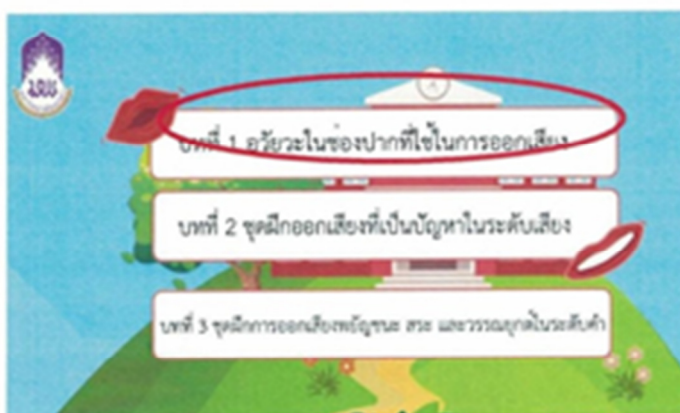 บทที่ 1 อวัยวะในช่องปากที่ใช้ในการออกเสียง
บทที่ 2 ชุดฝึกออกเสียงที่เป็นปัญหาในระดับเสียง
บทที่ 3 ชุดฝึกการออกเสียงพยัญชนะ สระ และวรรณยุกต์ในระดับคำ